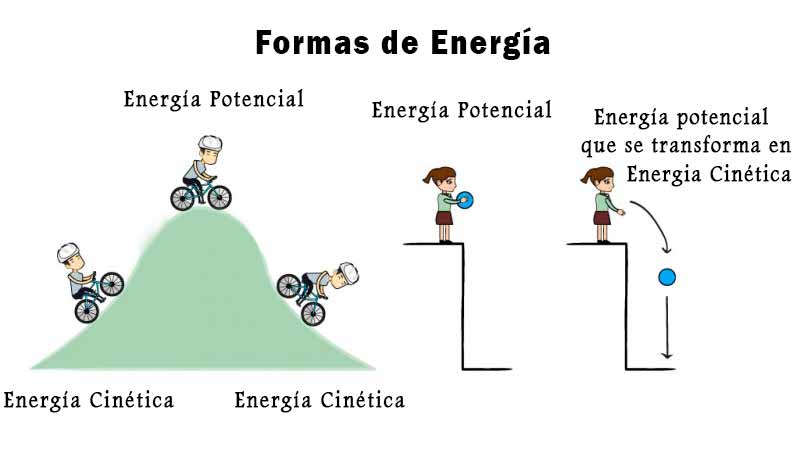 Formas de Energía
Energía Potencial
Energía Potencial
Energía potencial
que se transforma en
Energia Cinética
Energía Cinética
Energía Cinética